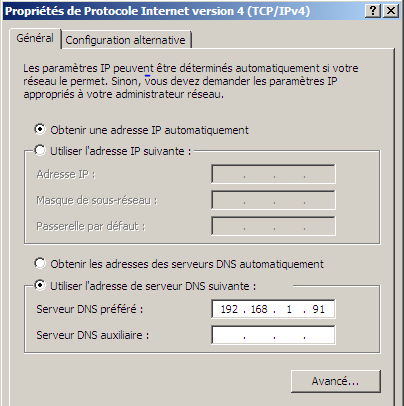 Propriétés de Protocole Internet version 4 (TCP/IPv4)
Général
Configuration alternative
Les paramètres IP peuvent être déterminés automatiquement si votre
réseau le permet. Sinon, vous devez demander les paramètres IP
appropriés à votre administrateur réseau.
Obtenir une adresse IP automatiquement
Utiliser l'adresse IP suivante :
Adresse IP :
Masque de sous-réseau :
Passerelle par défaut :
Obtenir les adresses des serveurs DNS automatiquement
Utiliser l'adresse de serveur DNS suivante :
Serveur DNS préféré : 192 . 168 . 1 . 91
Serveur DNS auxiliaire :
Avancé...